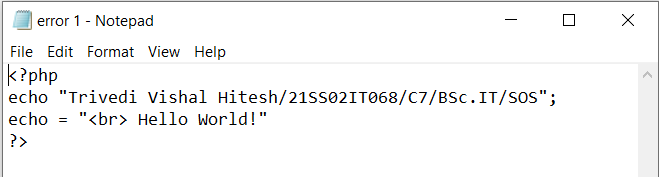 error 1 - Notepad
File Edit Format View Help
<?php
echo "Trivedi Vishal Hitesh/21SS02IT068/C7/BSc.IT/SOS";
echo = "<br> Hello World!"
?>